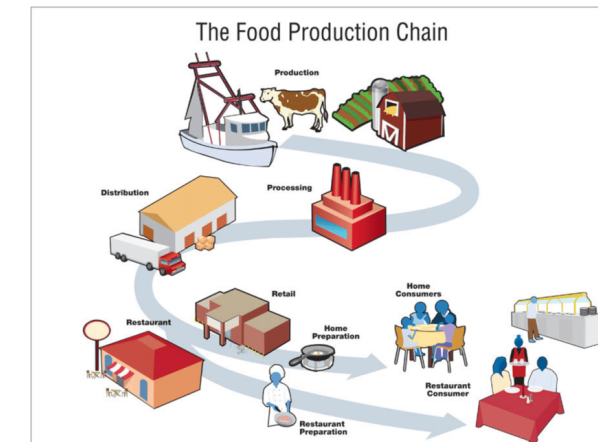 The Food Production Chain
Production
Processing
Distribution
Retail
Restaurant
Home
Preparation
Home
Consumers
Restaurant
Consumer
Restaurant
Preparation